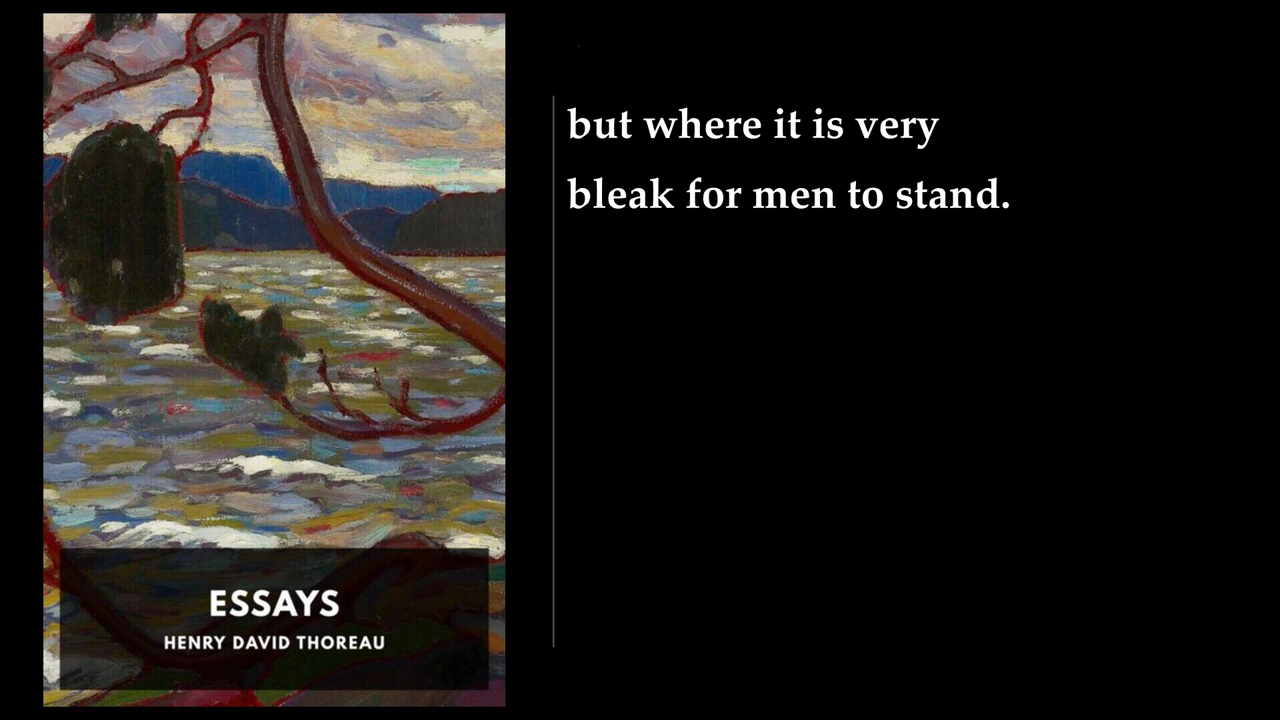 but where it is very
bleak for men to stand.
ESSAYS
HENRY DAVID THOREAU